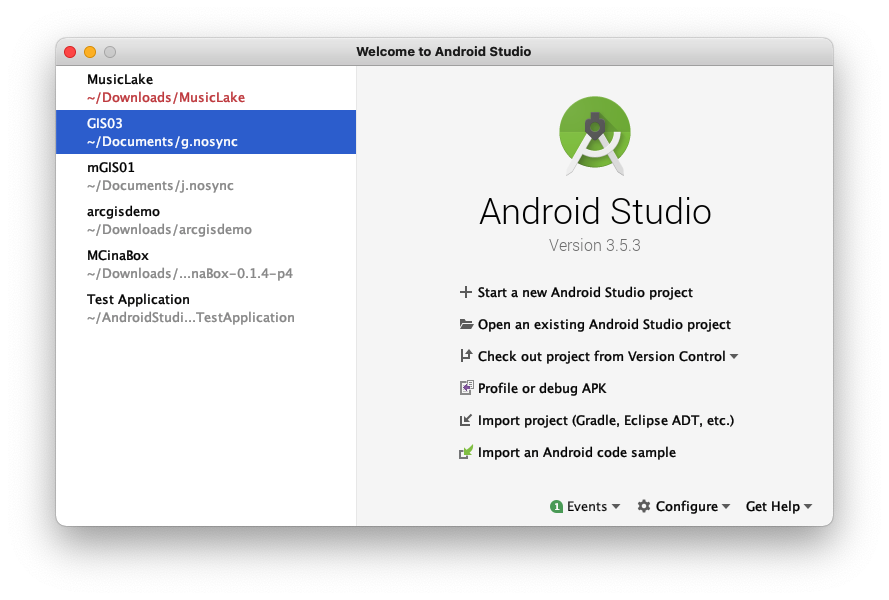 Welcome to Android Studio
MusicLake
~/Downloads/MusicLake
GIS03
~/Documents/g.nosync
mGIS01
~/Documents/j.nosync
arcgisdemo
~/Downloads/arcgisdemo
MCinaBox
~/Downloads/...naBox-0.1.4-p4
Test Application
~/AndroidStudi...TestApplication
Android Studio
Version 3.5.3
Start a new Android Studio project
Open an existing Android Studio project
Check out project from Version Control
Profile or debug APK
Import project (Gradle, Eclipse ADT, etc.)
Import an Android code sample
1 Events Configure Get Help